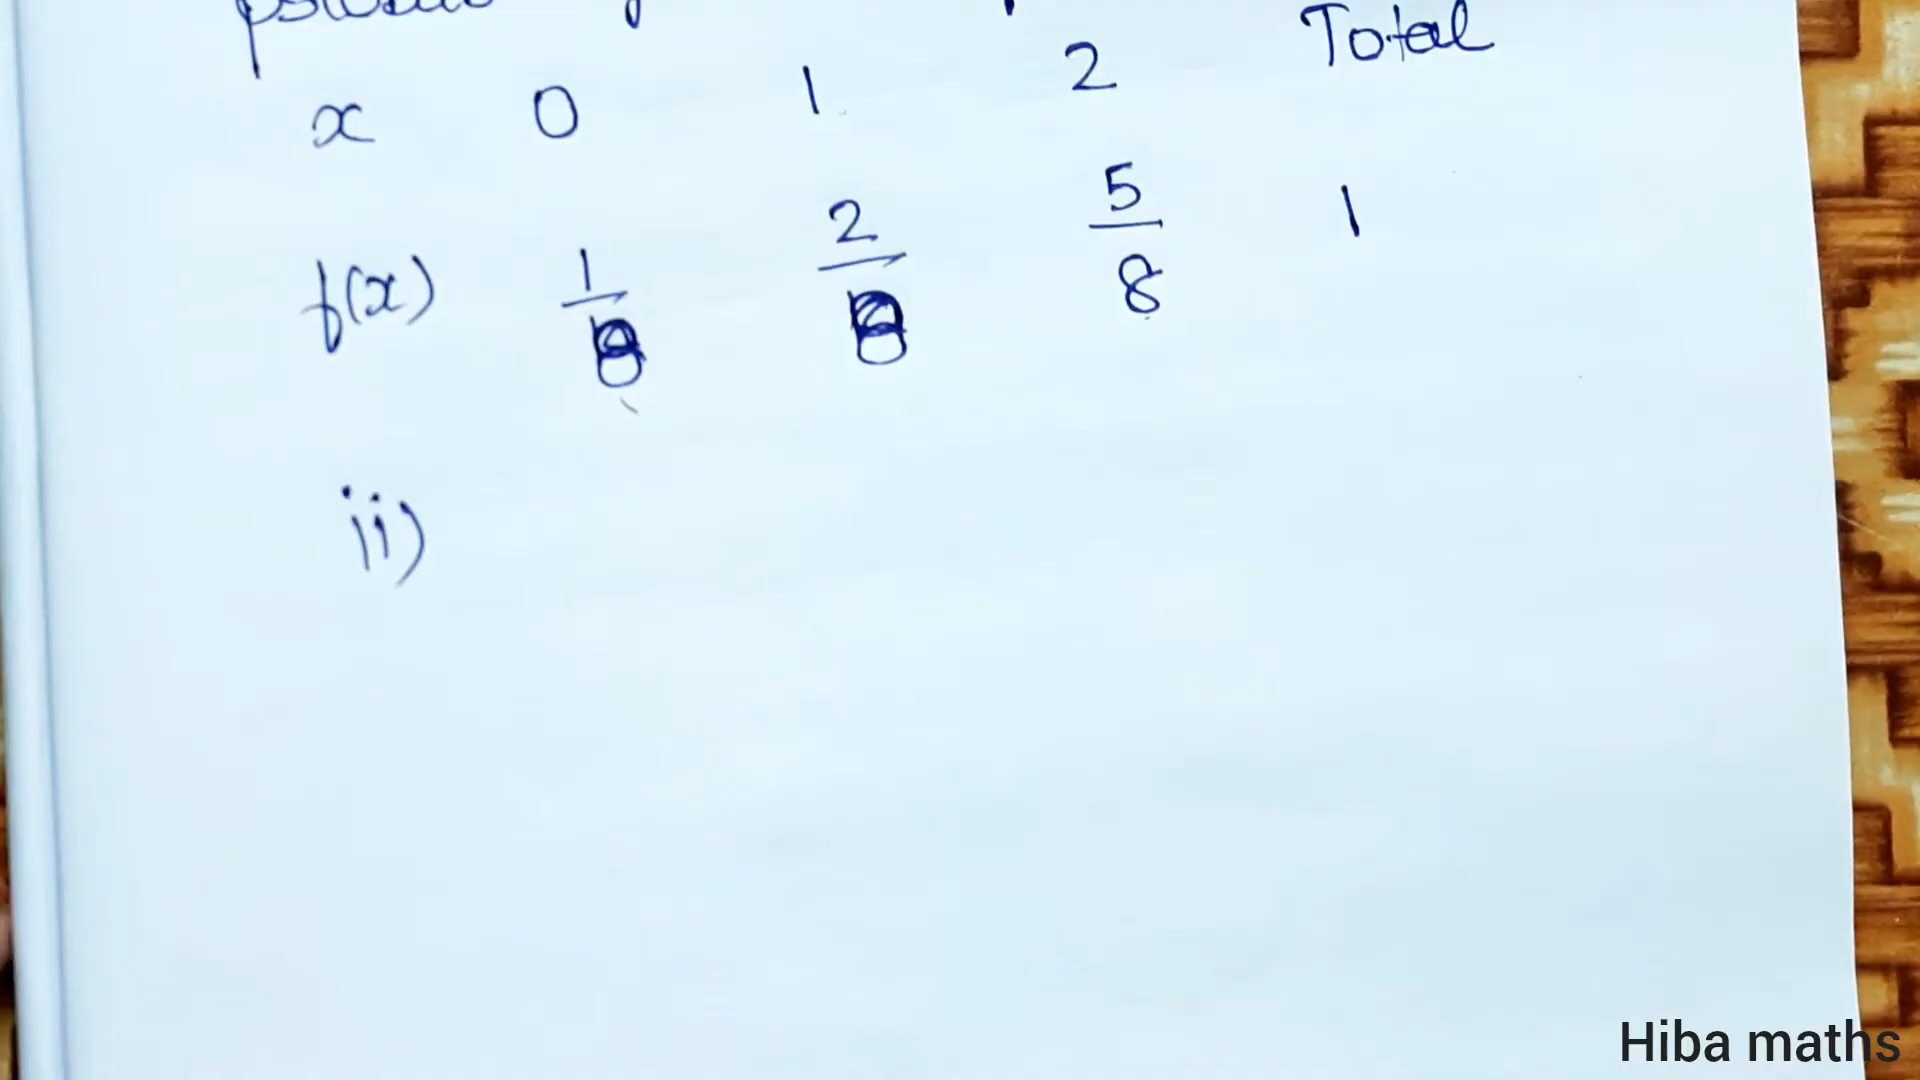 x 0 1 2 Total
f(x) 1/8 2/8 5/8 1
ii)
Hiba maths